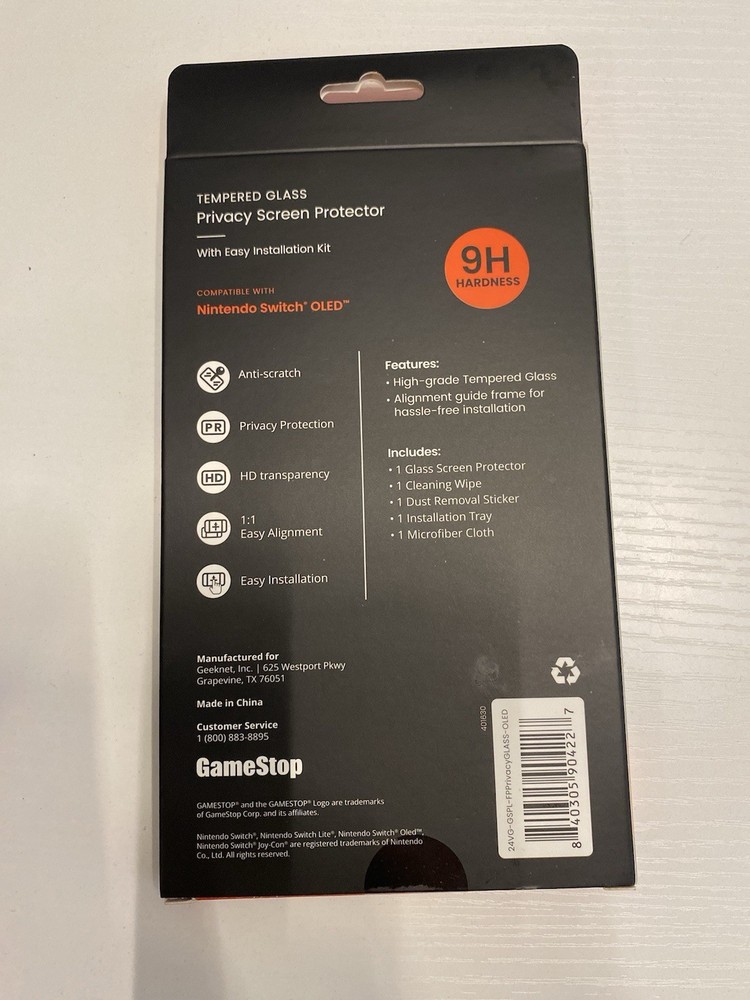 TEMPERED GLASS
Privacy Screen Protector
With Easy Installation Kit
9H
HARDNESS
COMPATIBLE WITH
Nintendo Switch® OLED™
Anti-scratch
PR
Privacy Protection
HD
HD transparency
1:1
Easy Alignment
Easy Installation
Features:
• High-grade Tempered Glass
• Alignment guide frame for
hassle-free installation
Includes:
• 1 Glass Screen Protector
• 1 Cleaning Wipe
• 1 Dust Removal Sticker
• 1 Installation Tray
• 1 Microfiber Cloth
Manufactured for
Geeknet, Inc. | 625 Westport Pkwy
Grapevine, TX 76051
Made in China
Customer Service
1 (800) 883-8895
GameStop
GAMESTOP® and the GAMESTOP® Logo are trademarks
of GameStop Corp. and its affiliates.
Nintendo Switch®, Nintendo Switch Lite®, Nintendo Switch® Oled™,
Nintendo Switch® Joy-Con® are registered trademarks of Nintendo
Co., Ltd. All rights reserved.
401630
24VG-GSPL-FPPrivacyGLASS-OLED
8 40305 90422 7